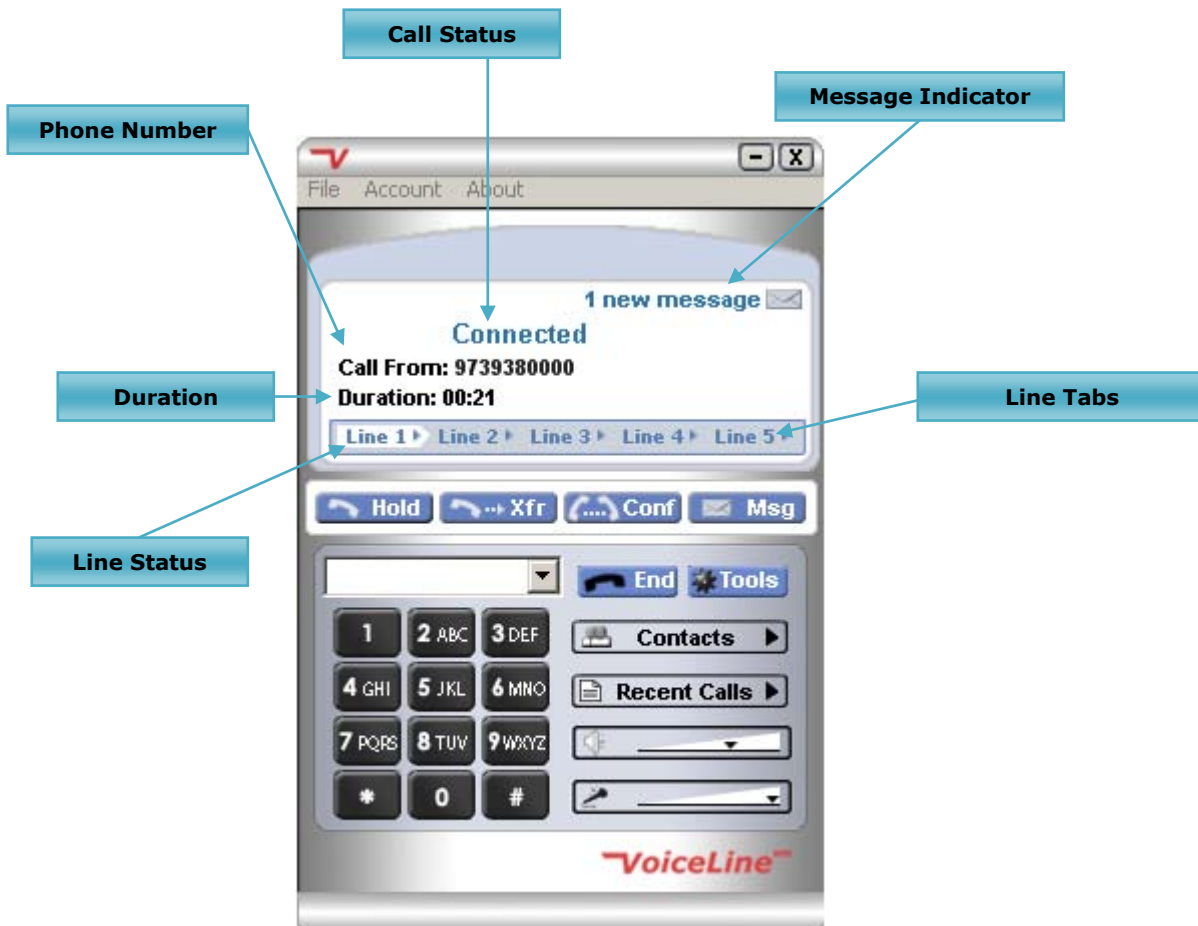 Call Status
Message Indicator
Phone Number
File Account About
1 new message
Connected
Call From: 9739380000
Duration
Duration: 00:21
Line Tabs
Line 1 Line 2 Line 3 Line 4 Line 5
Hold Xfr Conf Msg
Line Status
End Tools
1 2 ABC 3 DEF
Contacts
4 GHI 5 JKL 6 MNO
Recent Calls
7 PQRS 8 TUV 9 WXYZ
* 0 #
VoiceLine